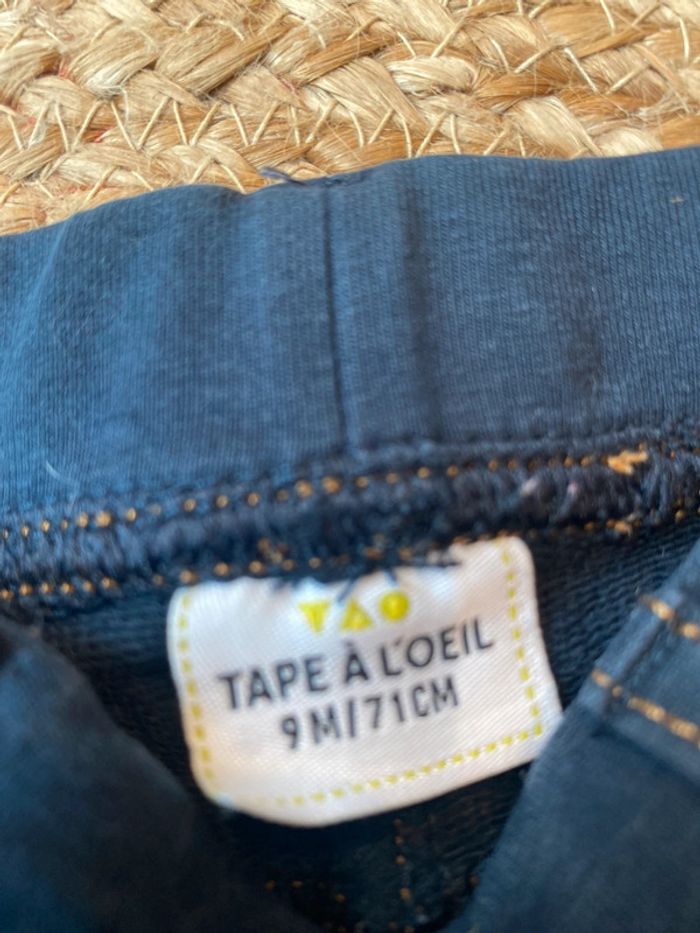 TAO
TAPE À L'OEIL
9M/71CM